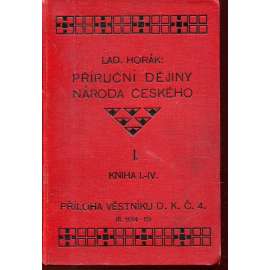 LAD. HORÁK:
PŘÍRUČNÍ DĚJINY
NÁRODA ČESKÉHO
I.
KNIHA I.-IV.
PŘÍLOHA VĚSTNÍKU D. K. Č. 4.